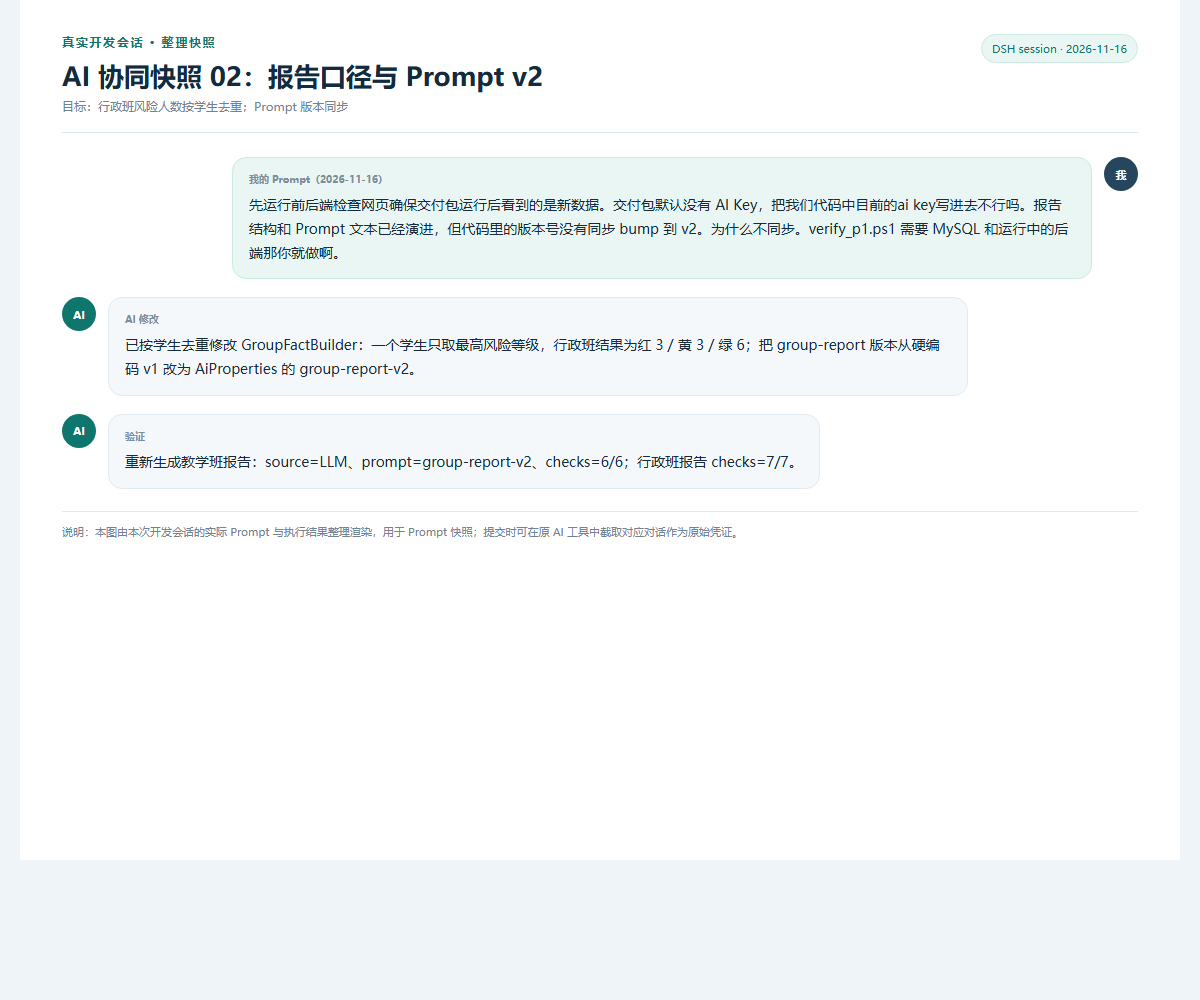 真实开发会话 · 整理快照
DSH session · 2026-11-16
AI 协同快照 02：报告口径与 Prompt v2
目标：行政班风险人数按学生去重；Prompt 版本同步
我的 Prompt（2026-11-16）
我
先运行前后端检查网页确保交付包运行后看到的是新数据。交付包默认没有 AI Key，把我们代码中目前的ai key写进去不行吗。报告
结构和 Prompt 文本已经演进，但代码里的版本号没有同步 bump 到 v2。为什么不同步。verify_p1.ps1 需要 MySQL 和运行中的后
端那你就做啊。
AI
AI 修改
已按学生去重修改 GroupFactBuilder：一个学生只取最高风险等级，行政班结果为红 3 / 黄 3 / 绿 6；把 group-report 版本从硬编
码 v1 改为 AiProperties 的 group-report-v2。
AI
验证
重新生成教学班报告：source=LLM、prompt=group-report-v2、checks=6/6；行政班报告 checks=7/7。
说明：本图由本次开发会话的实际 Prompt 与执行结果整理渲染，用于 Prompt 快照；提交时可在原 AI 工具中截取对应对话作为原始凭证。